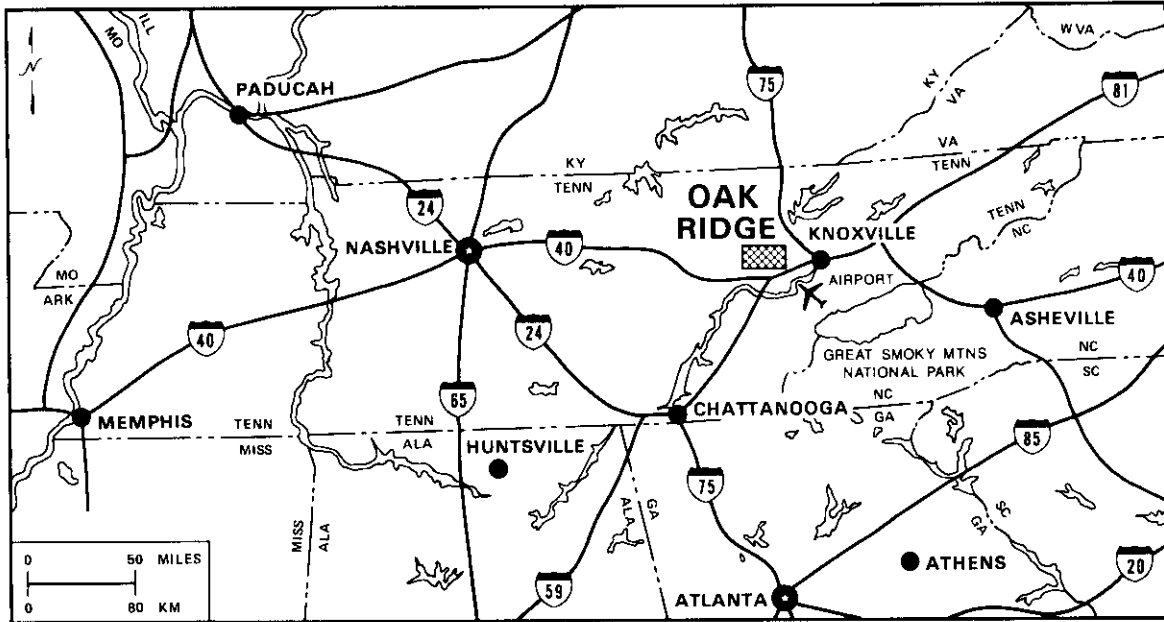 MO
ILL
N
PADUCAH
75
WVA
KY
VA
81
KY
TENN
VA
TENN
24
OAK
RIDGE
TENN
NC
NASHVILLE
40
KNOXVILLE
AIRPORT
MO
ARK
40
24
ASHEVILLE
40
GREAT SMOKY MTNS
NATIONAL PARK
NC
SC
65
MEMPHIS
TENN
MISS
TENN
ALA
CHATTANOOGA
NC
GA
HUNTSVILLE
85
75
MISS
ALA
ALA
GA
SC
GA
0 50 MILES
0 80 KM
59
ATHENS
20
ATLANTA